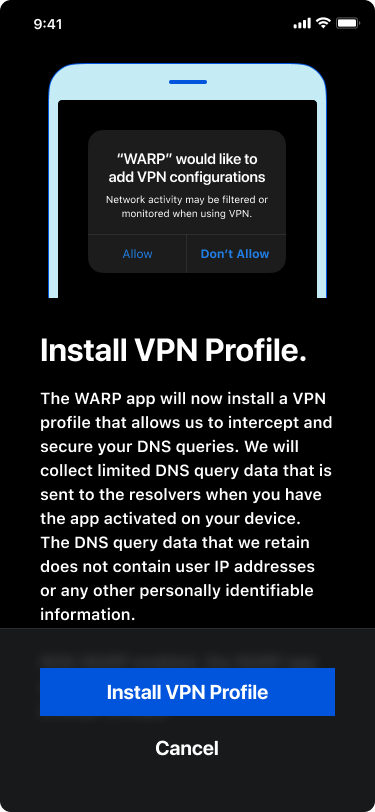 9:41
“WARP” would like to
add VPN configurations
Network activity may be filtered or
monitored when using VPN.
Allow
Don’t Allow
Install VPN Profile.
The WARP app will now install a VPN
profile that allows us to intercept and
secure your DNS queries. We will
collect limited DNS query data that is
sent to the resolvers when you have
the app activated on your device.
The DNS query data that we retain
does not contain user IP addresses
or any other personally identifiable
information.
Install VPN Profile
Cancel